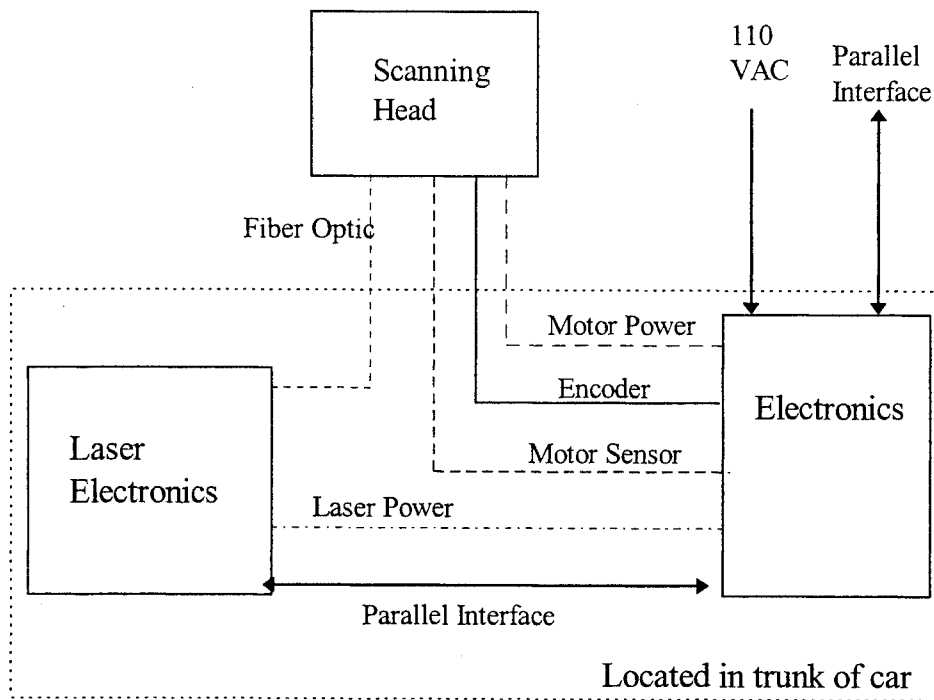 Scanning
Head
110
VAC
Parallel
Interface
Fiber Optic
Motor Power
Encoder
Electronics
Laser
Electronics
Motor Sensor
Laser Power
Parallel Interface
Located in trunk of car